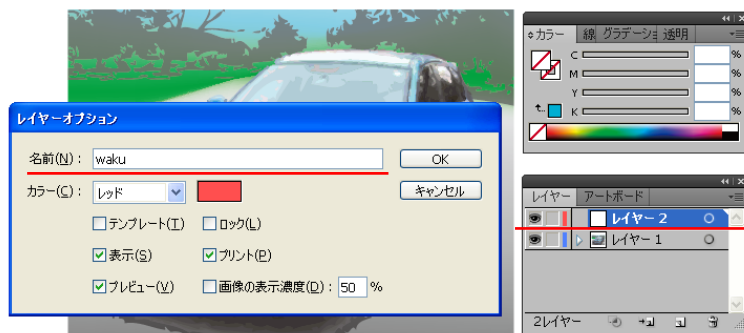 カラー 線 グラデーショ 透明
C %
M %
Y %
K %
レイヤーオプション
名前(N)： waku OK
カラー(C)： レッド キャンセル
テンプレート(T) ロック(L)
表示(S) プリント(P)
プレビュー(V) 画像の表示濃度(D)： 50 %
レイヤー アートボード
レイヤー 2
レイヤー 1
2レイヤー